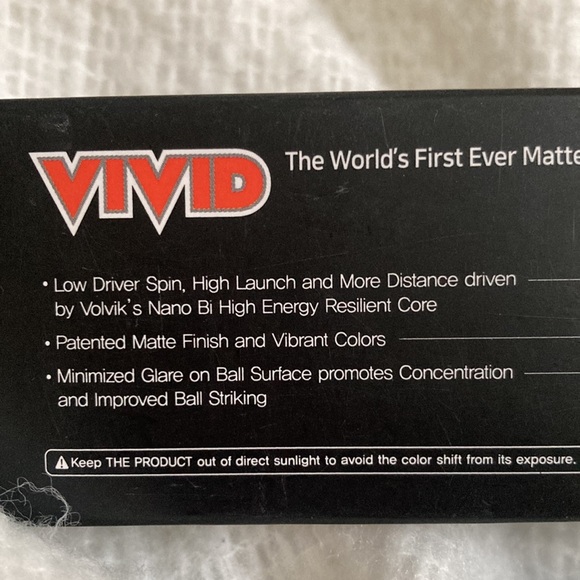 VIVID
The World's First Ever Matte
• Low Driver Spin, High Launch and More Distance driven
by Volvik's Nano Bi High Energy Resilient Core
• Patented Matte Finish and Vibrant Colors
• Minimized Glare on Ball Surface promotes Concentration
and Improved Ball Striking
⚠ Keep THE PRODUCT out of direct sunlight to avoid the color shift from its exposure.